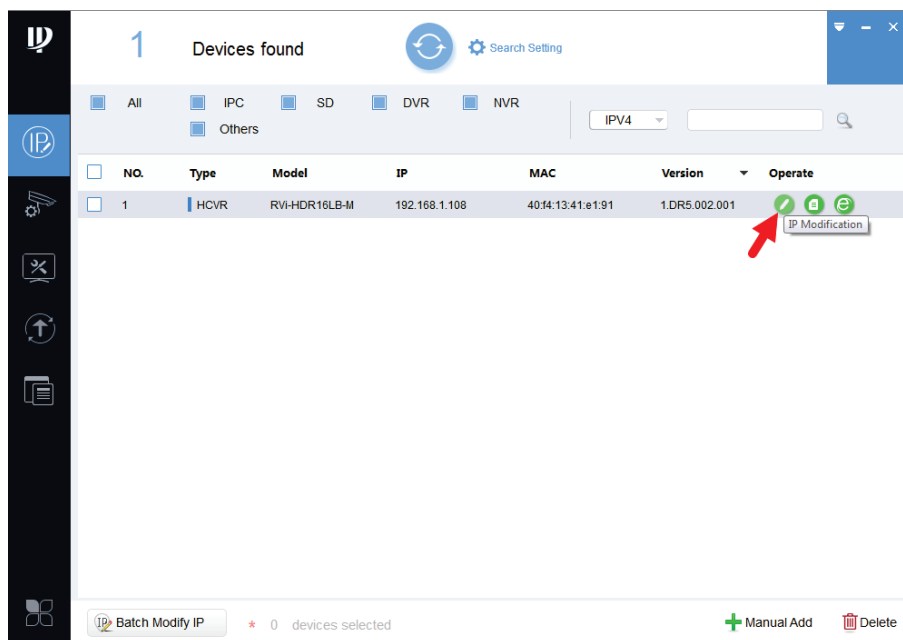 1 Devices found Search Setting
All IPC SD DVR NVR
Others
IPV4
NO. Type Model IP MAC Version Operate
1 HCVR RVi-HDR16LB-M 192.168.1.108 40:f4:13:41:e1:91 1.DR5.002.001
IP Modification
Batch Modify IP * 0 devices selected Manual Add Delete